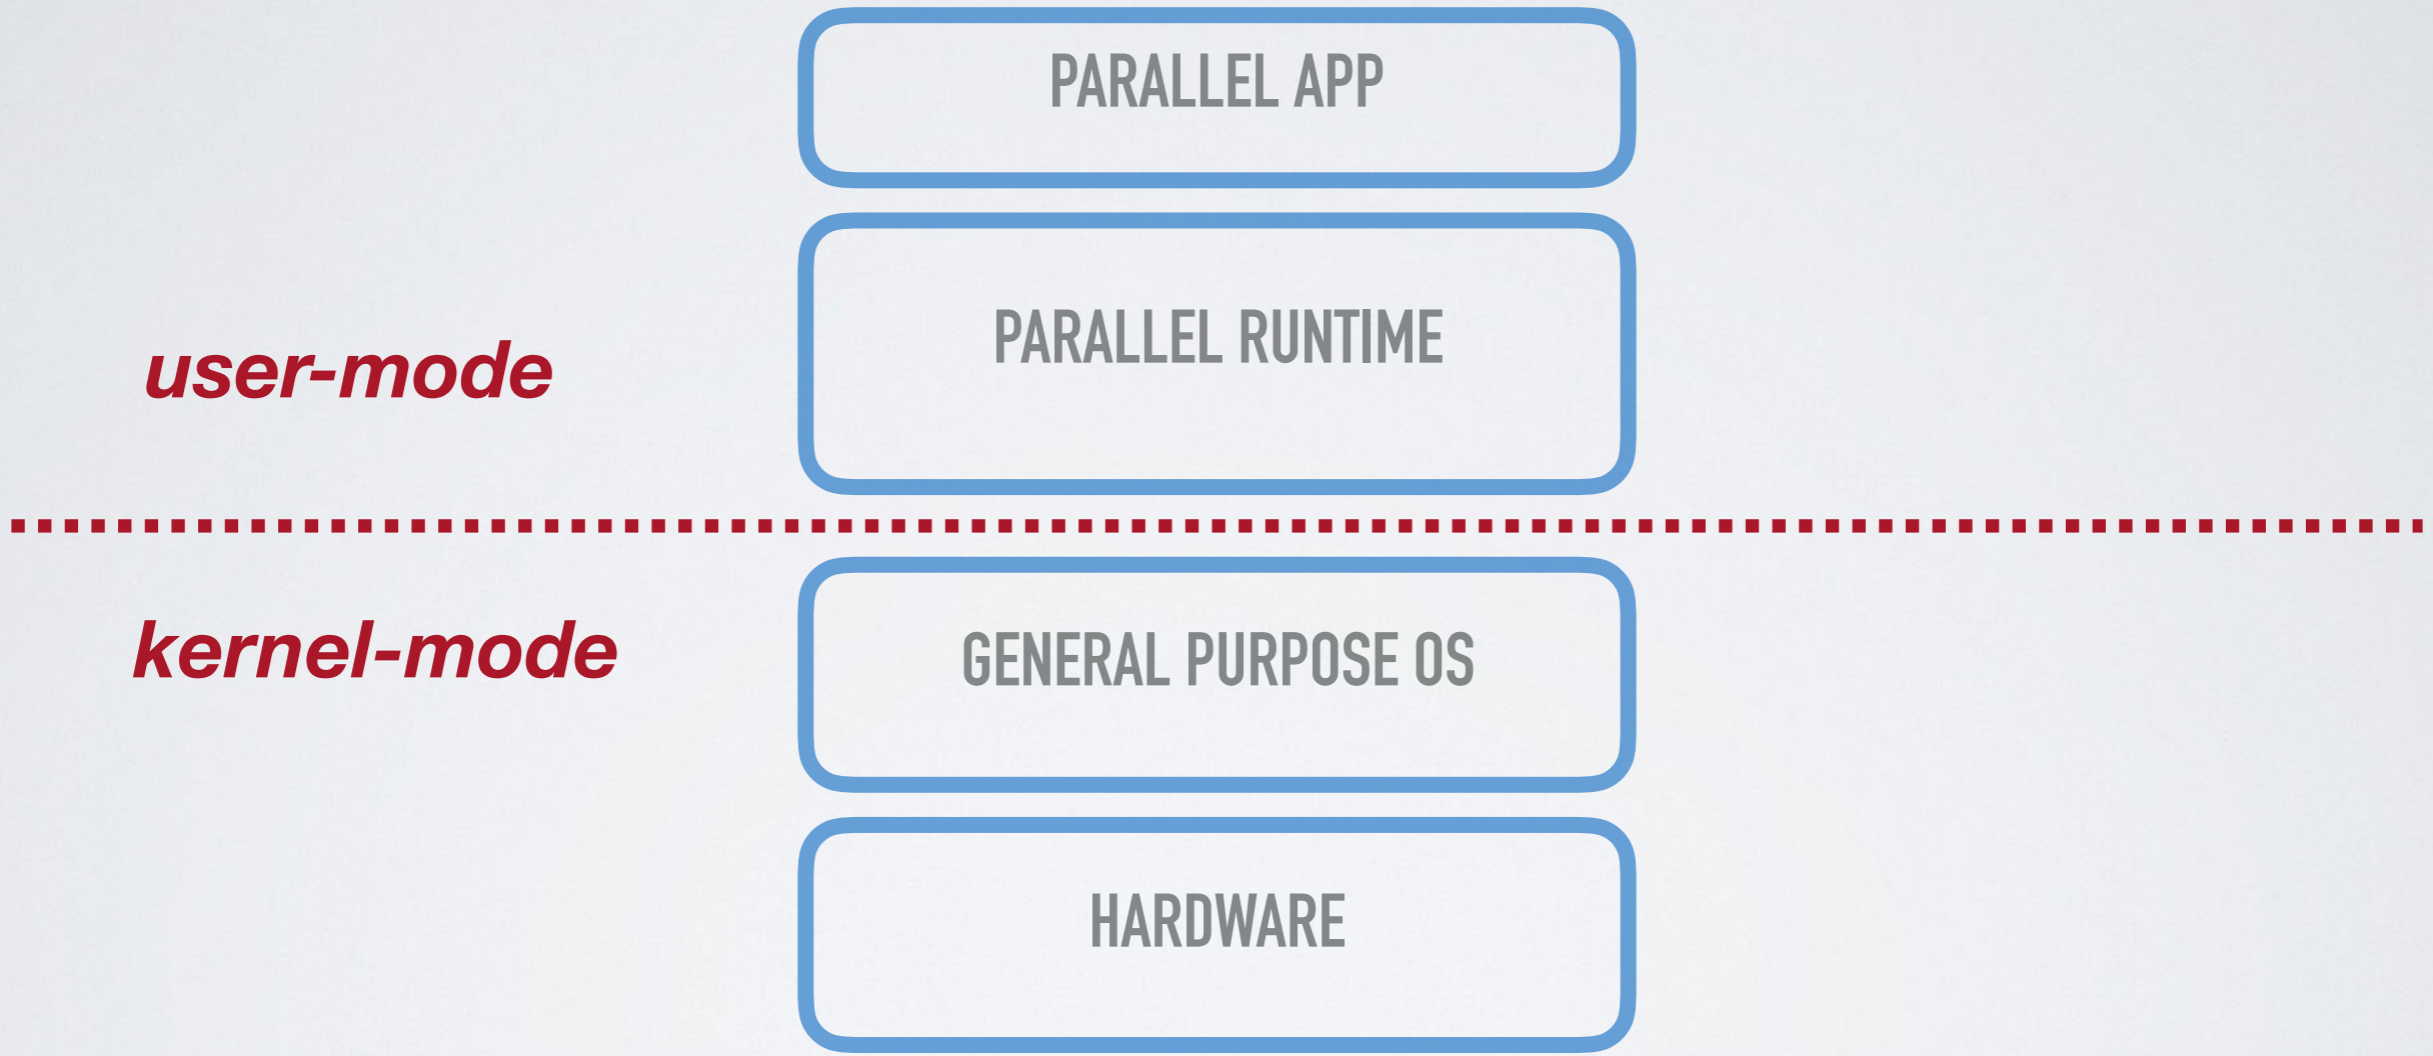 PARALLEL APP
PARALLEL RUNTIME
user-mode
kernel-mode
GENERAL PURPOSE OS
HARDWARE